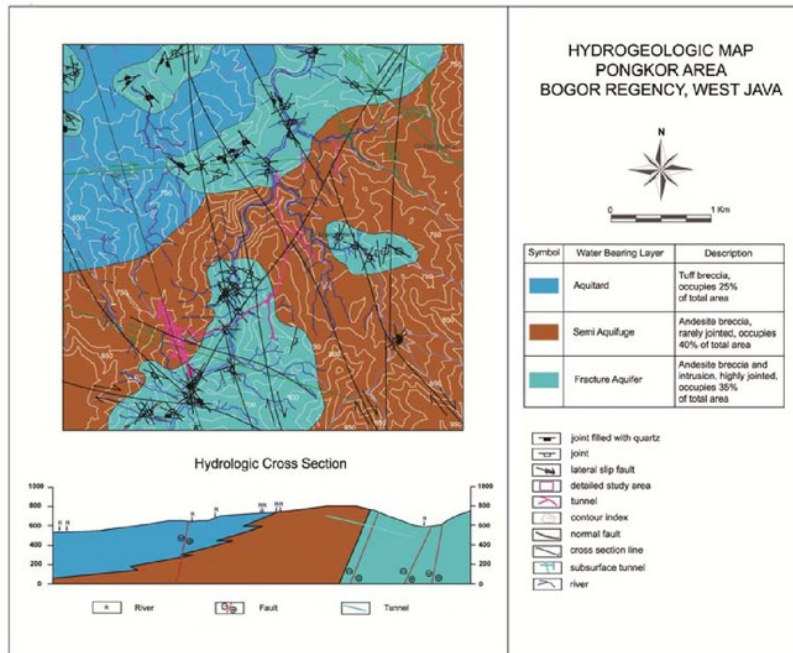 HYDROGEOLOGIC MAP
PONGKOR AREA
BOGOR REGENCY, WEST JAVA
N
0 1 Km
Symbol Water Bearing Layer Description
Aquitard
Tuff breccia,
occupies 25%
of total area
Semi Aquifuge
Andesite breccia,
rarely jointed, occupies
40% of total area
Fracture Aquifer
Andesite breccia and
intrusion, highly jointed,
occupies 35%
of total area
joint filled with quartz
joint
lateral slip fault
detailed study area
tunnel
contour index
normal fault
cross section line
subsurface tunnel
river
Hydrologic Cross Section
1000 1000
800 800
600 600
400 400
200 200
0 0
R River
Fault
Tunnel